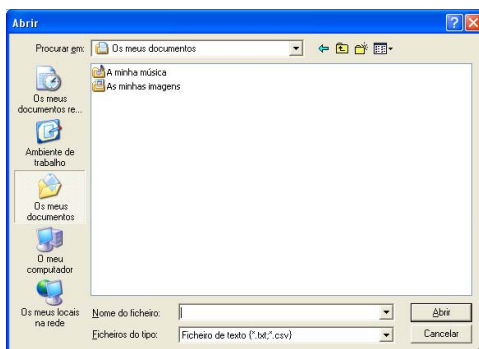 Abrir
Procurar em:
Os meus documentos
A minha música
As minhas imagens
Os meus
documentos re...
Ambiente de
trabalho
Os meus
documentos
O meu
computador
Os meus locais
na rede
Nome do ficheiro:
Abrir
Ficheiros do tipo:
Ficheiro de texto (*.txt;*.csv)
Cancelar